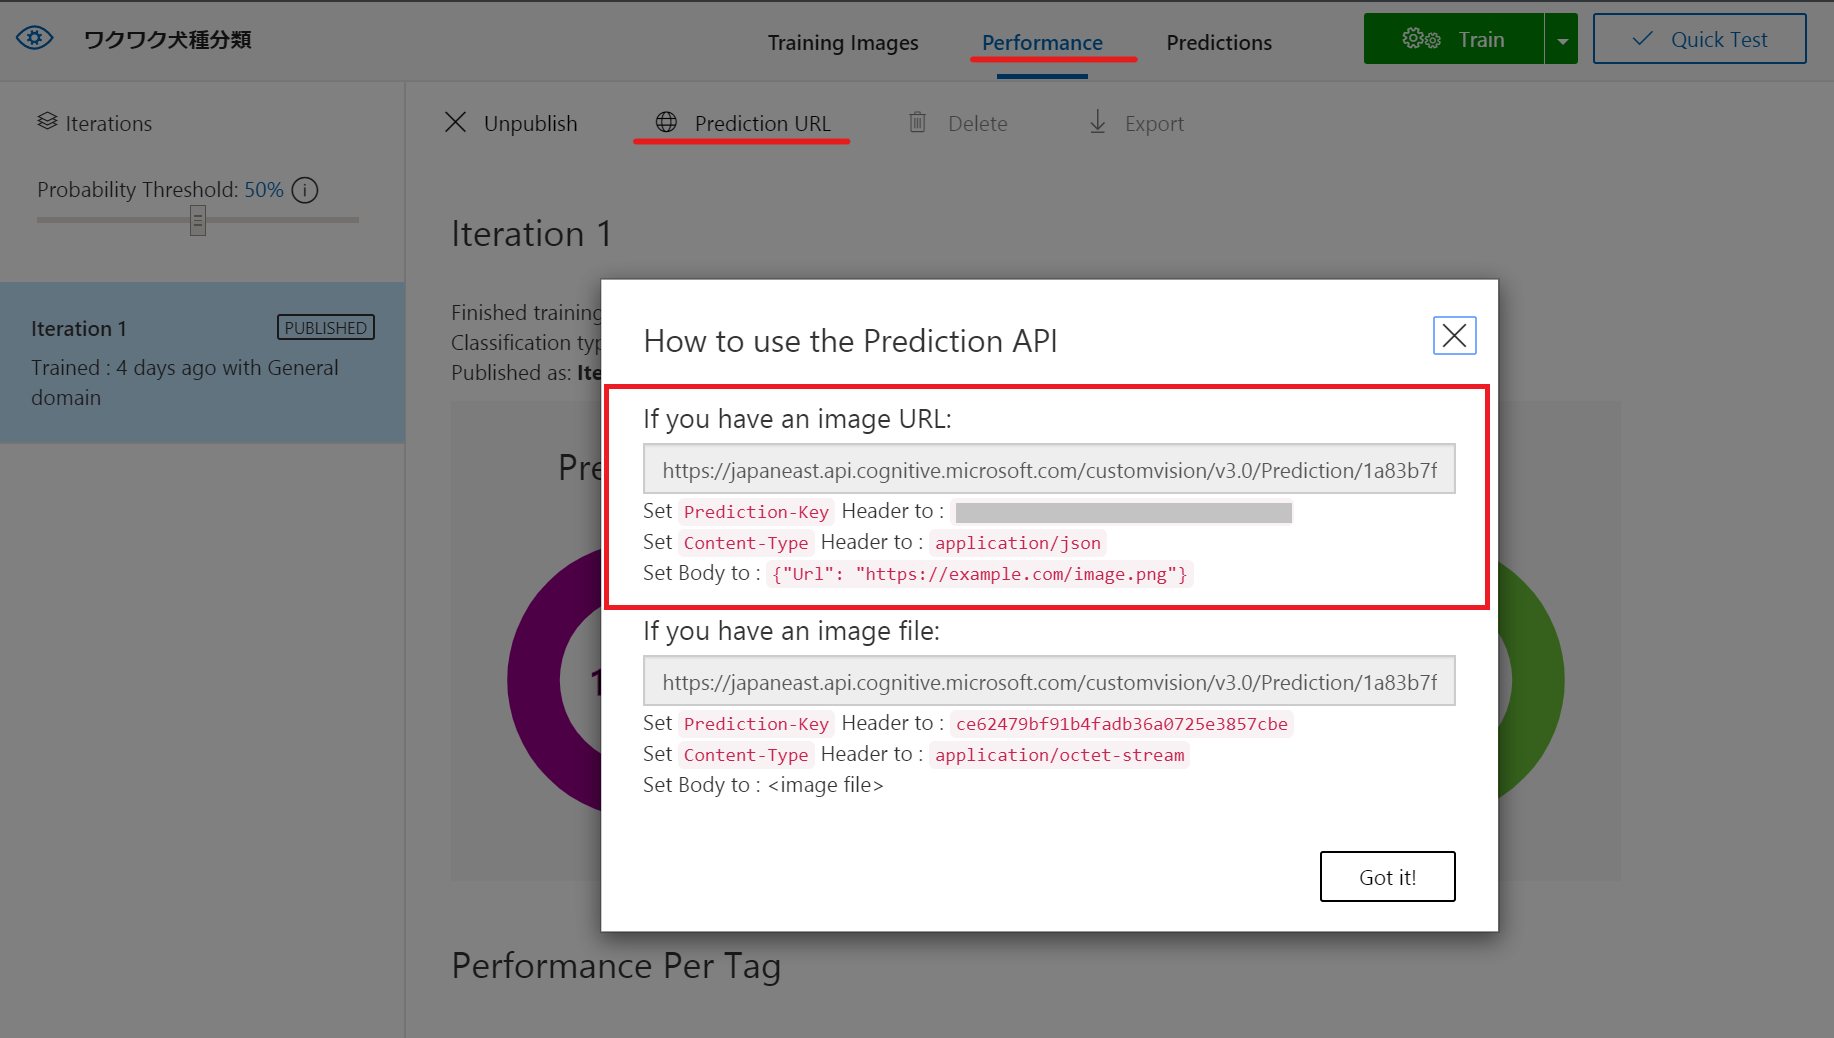 ワクワク犬種分類
Training Images Performance Predictions Train Quick Test
Iterations
Unpublish Prediction URL Delete Export
Probability Threshold: 50%
Iteration 1
Iteration 1 PUBLISHED
Trained : 4 days ago with General
domain
Finished training
Classification typ
Published as: Ite
Pre
1
How to use the Prediction API
If you have an image URL:
https://japaneast.api.cognitive.microsoft.com/customvision/v3.0/Prediction/1a83b7f
Set Prediction-Key Header to :
Set Content-Type Header to : application/json
Set Body to : {"Url": "https://example.com/image.png"}
If you have an image file:
https://japaneast.api.cognitive.microsoft.com/customvision/v3.0/Prediction/1a83b7f
Set Prediction-Key Header to : ce62479bf91b4fadb36a0725e3857cbe
Set Content-Type Header to : application/octet-stream
Set Body to : <image file>
Got it!
Performance Per Tag